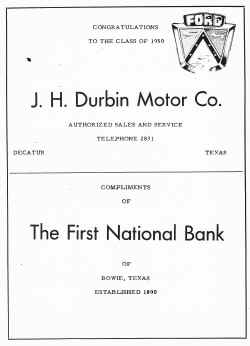 FORD
CONGRATULATIONS
TO THE CLASS OF 1950
J. H. Durbin Motor Co.
AUTHORIZED SALES AND SERVICE
TELEPHONE 2831
DECATUR TEXAS
COMPLIMENTS
OF
The First National Bank
OF
BOWIE, TEXAS
ESTABLISHED 1890